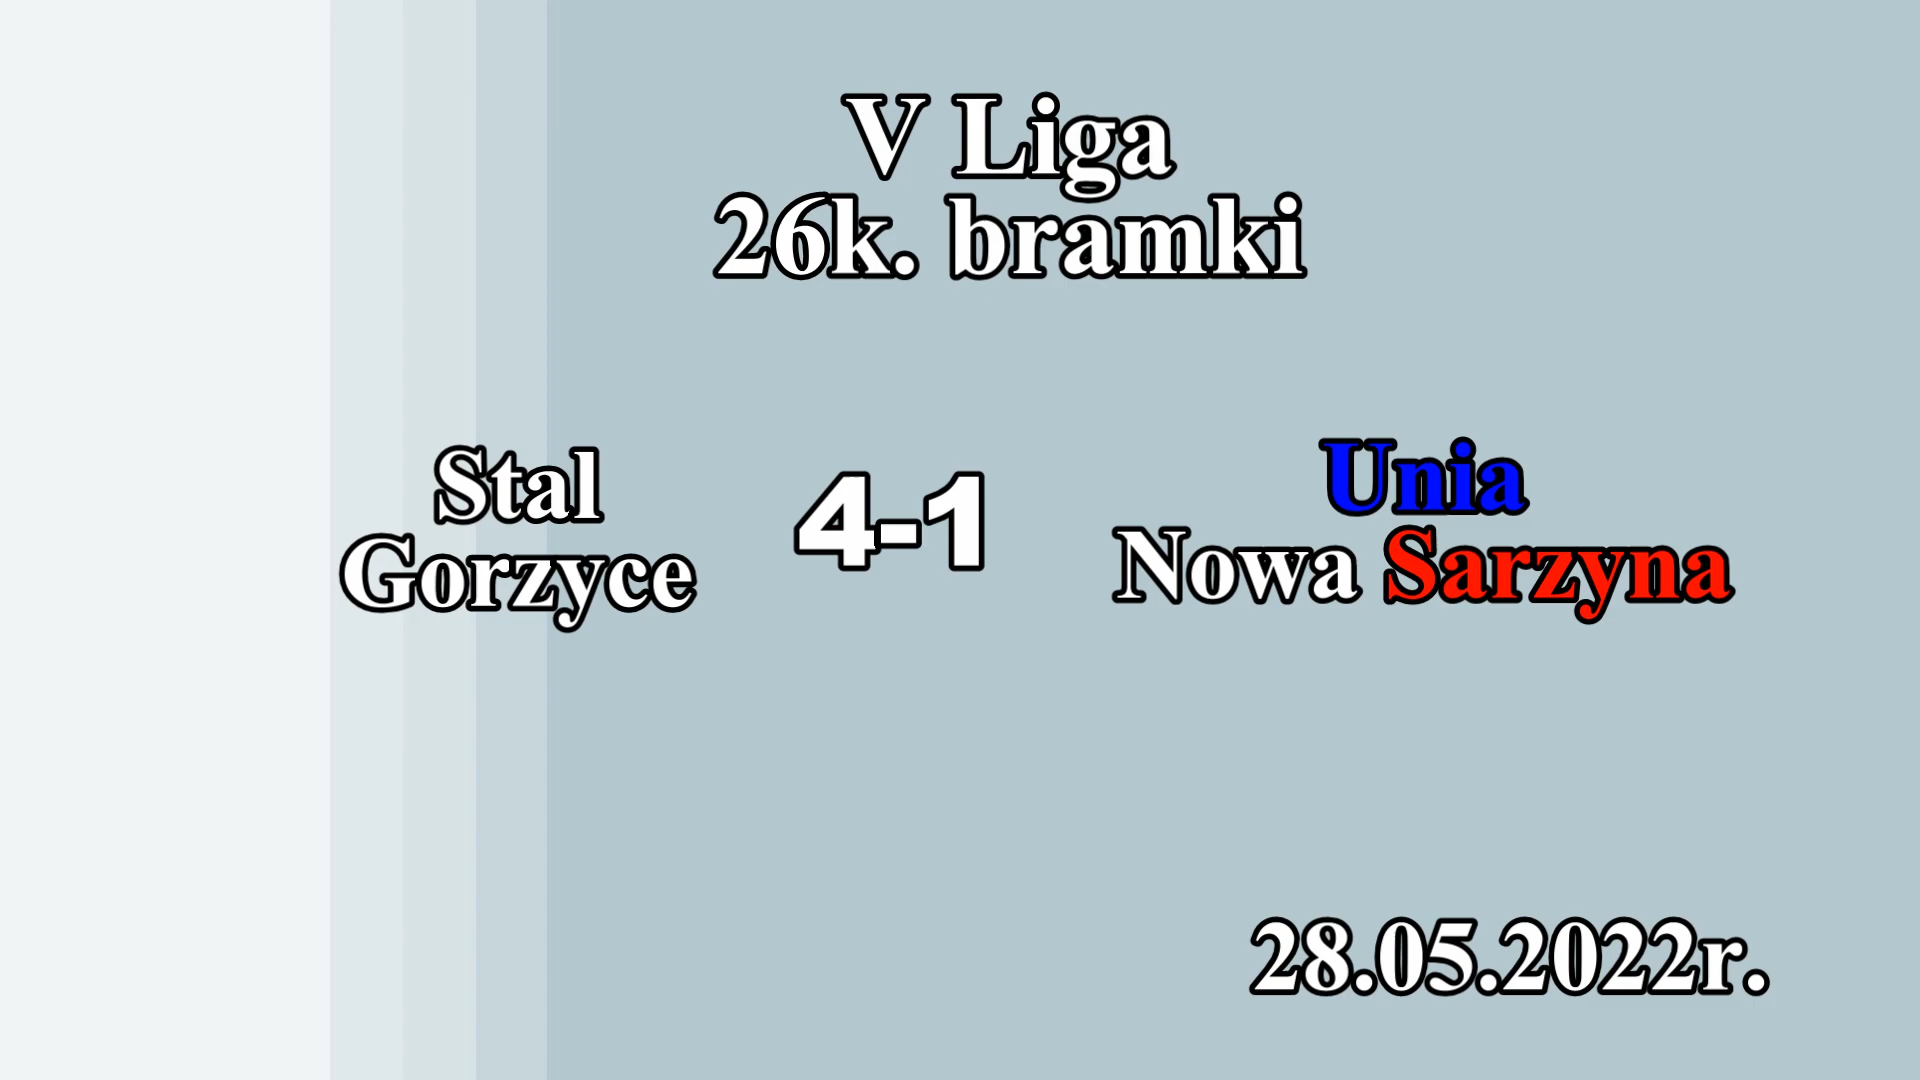 V Liga
26k. bramki
Stal
Gorzyce
4-1
Unia
Nowa Sarzyna
28.05.2022r.